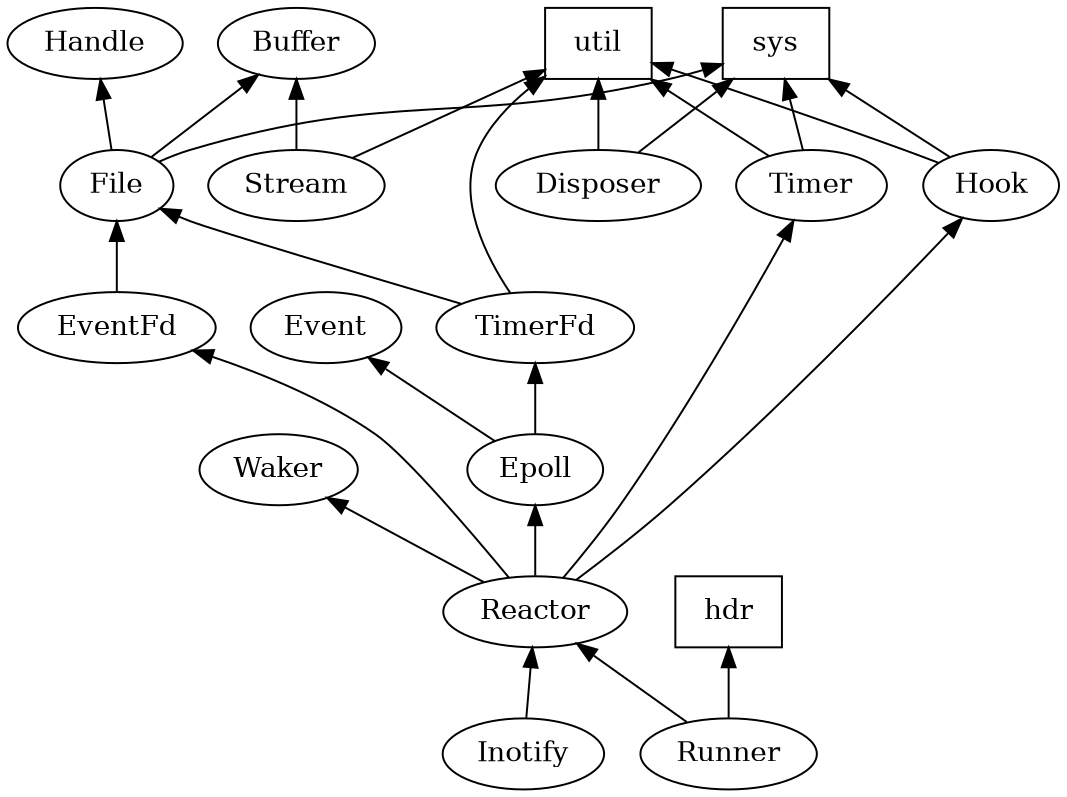 Handle
Buffer
util
sys
File
Stream
Disposer
Timer
Hook
EventFd
Event
TimerFd
Waker
Epoll
Reactor
hdr
Inotify
Runner